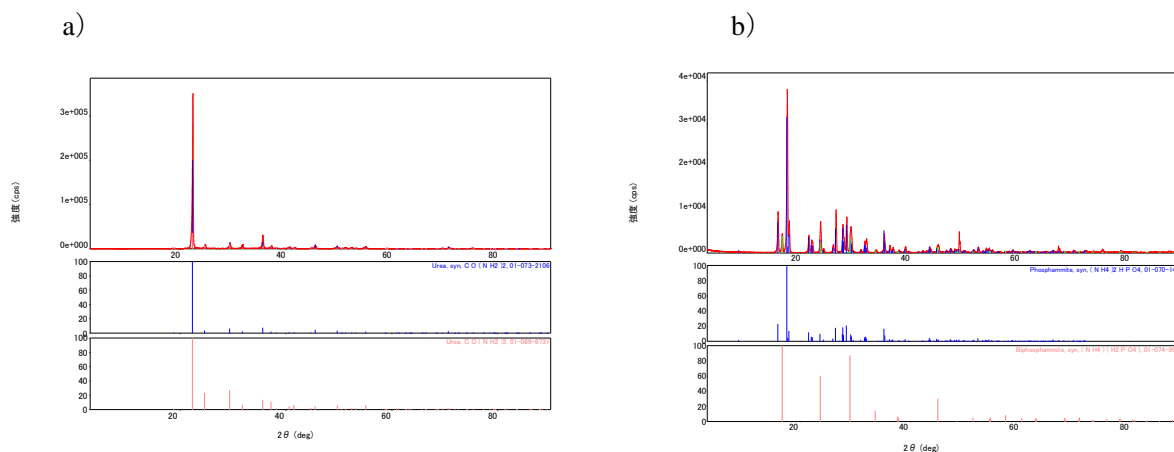 a)
3e+005
2e+005
1e+005
0e+000
強度(cps)
20 40 60 80
100
80
60
40
20
0
Urea, syn, C O ( N H2 )2, 01-073-2106
100
80
60
40
20
0
Urea, C O ( N H2 )2, 01-089-6731
20 40 60 80
2θ (deg)
b)
4e+004
3e+004
2e+004
1e+004
0e+000
強度(cps)
20 40 60 80
100
80
60
40
20
0
Phosphammite, syn, ( N H4 )2 H P O4, 01-070-14
100
80
60
40
20
0
Biphosphammite, syn, ( N H4 ) ( H2 P O4 ), 01-074-
20 40 60 80
2θ (deg)